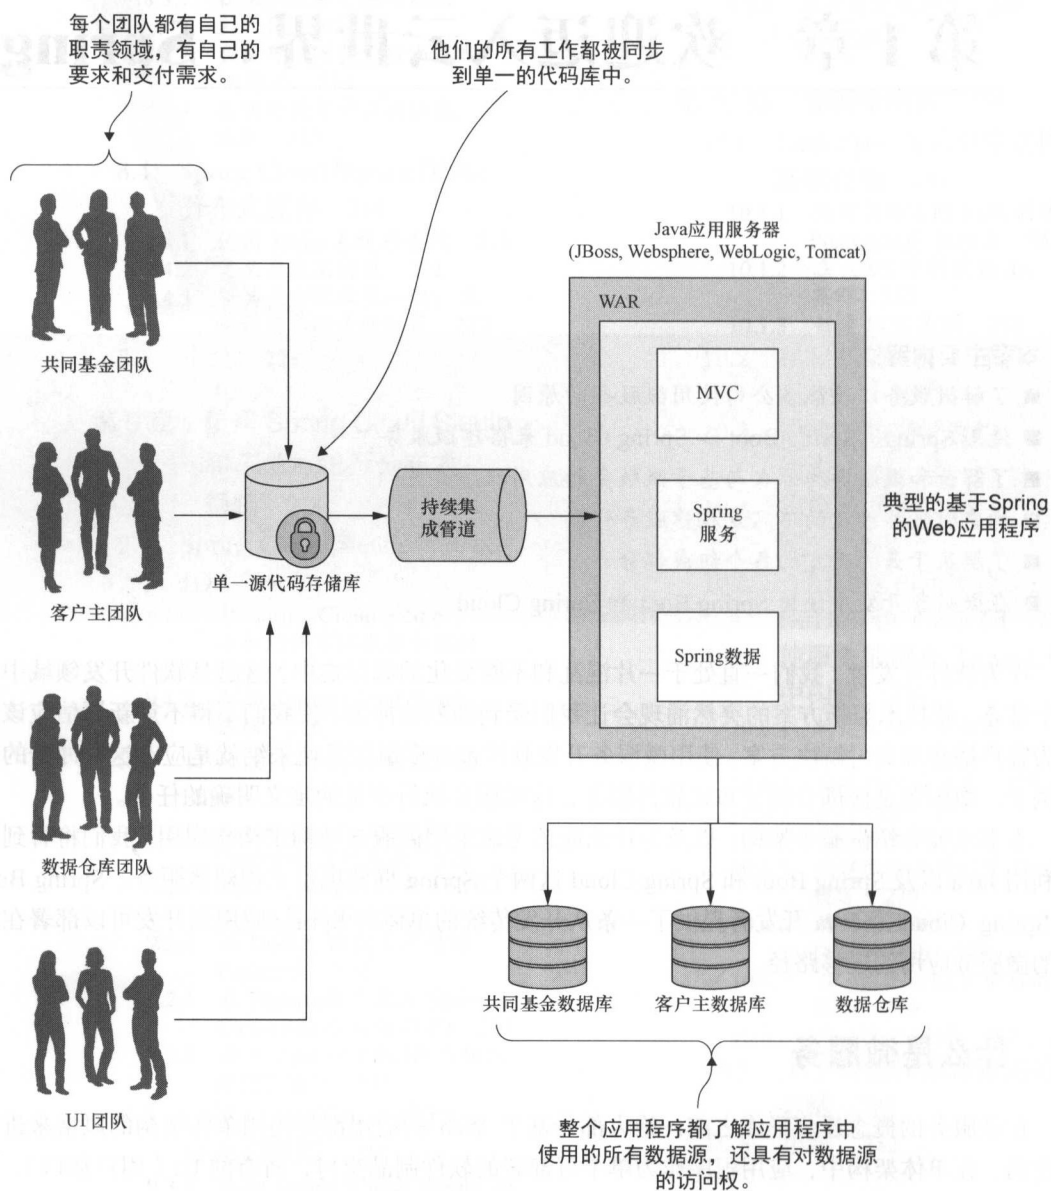 每个团队都有自己的
职责领域，有自己的
要求和交付需求。
他们的所有工作都被同步
到单一的代码库中。
Java应用服务器
(JBoss, Websphere, WebLogic, Tomcat)
WAR
MVC
共同基金团队
持续集
成管道
Spring
服务
典型的基于Spring
的Web应用程序
单一源代码存储库
客户主团队
Spring数据
数据仓库团队
共同基金数据库
客户主数据库
数据仓库
UI 团队
整个应用程序都了解应用程序中
使用的所有数据源，还具有对数据源
的访问权。